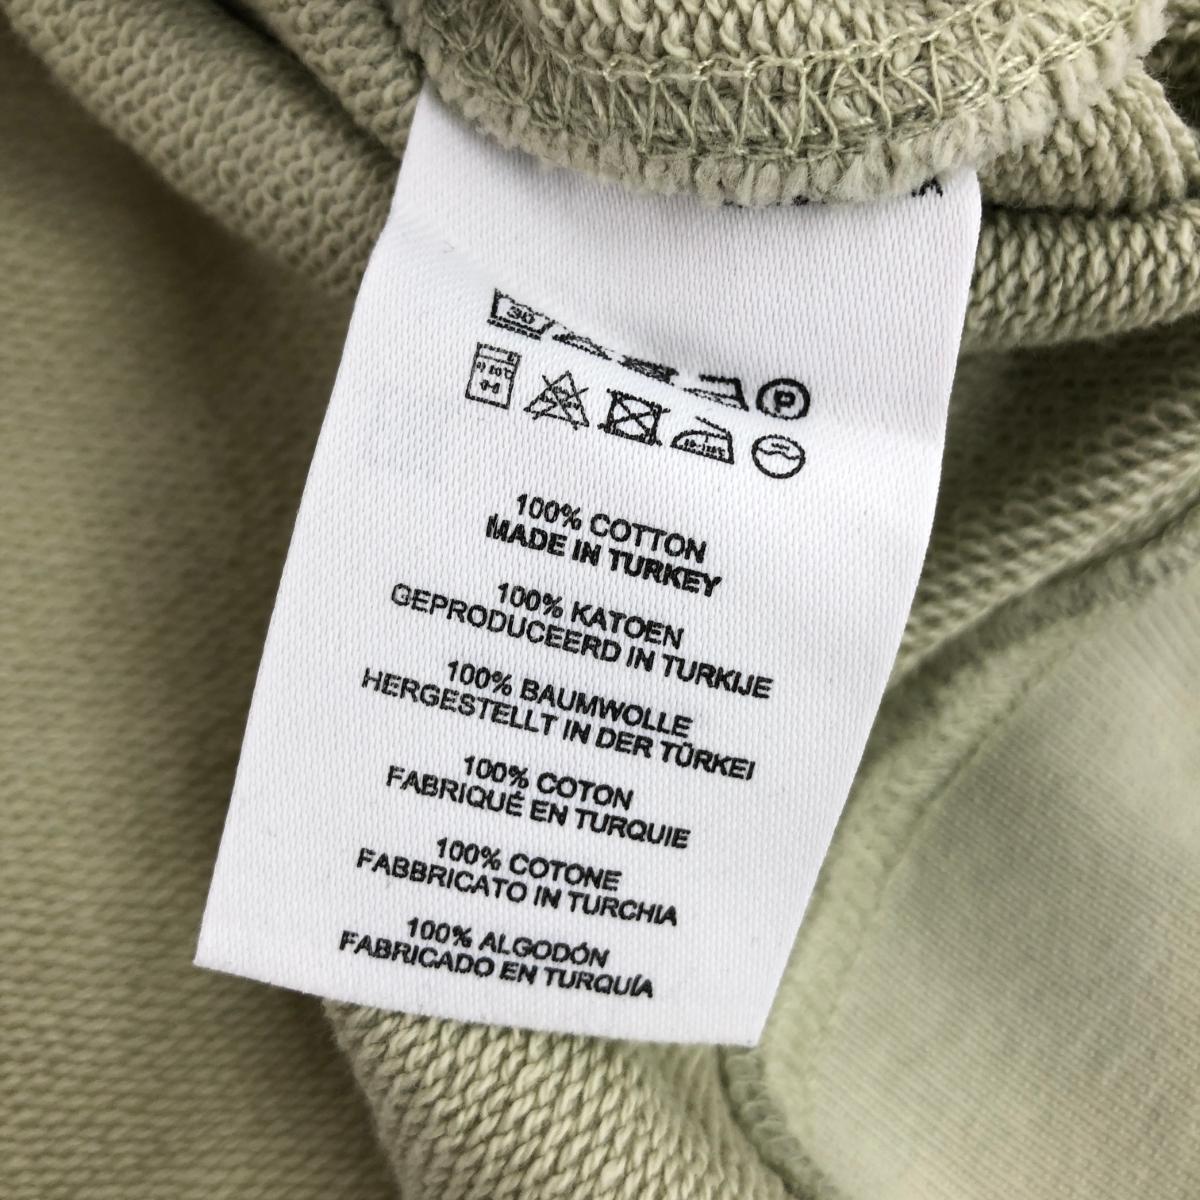 30
P
100% COTTON
MADE IN TURKEY
100% KATOEN
GEPRODUCEERD IN TURKIJE
100% BAUMWOLLE
HERGESTELLT IN DER TÜRKEI
100% COTON
FABRIQUÉ EN TURQUIE
100% COTONE
FABBRICATO IN TURCHIA
100% ALGODÓN
FABRICADO EN TURQUÍA